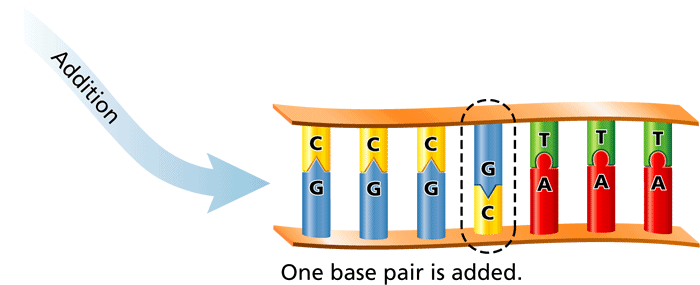 Addition
C C C G T T T
G G G C A A A
One base pair is added.